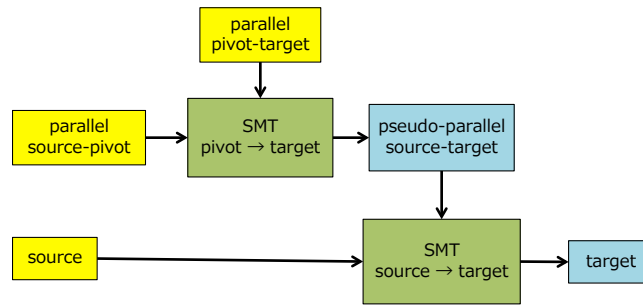 parallel
pivot-target
parallel
source-pivot
SMT
pivot → target
pseudo-parallel
source-target
source
SMT
source → target
target